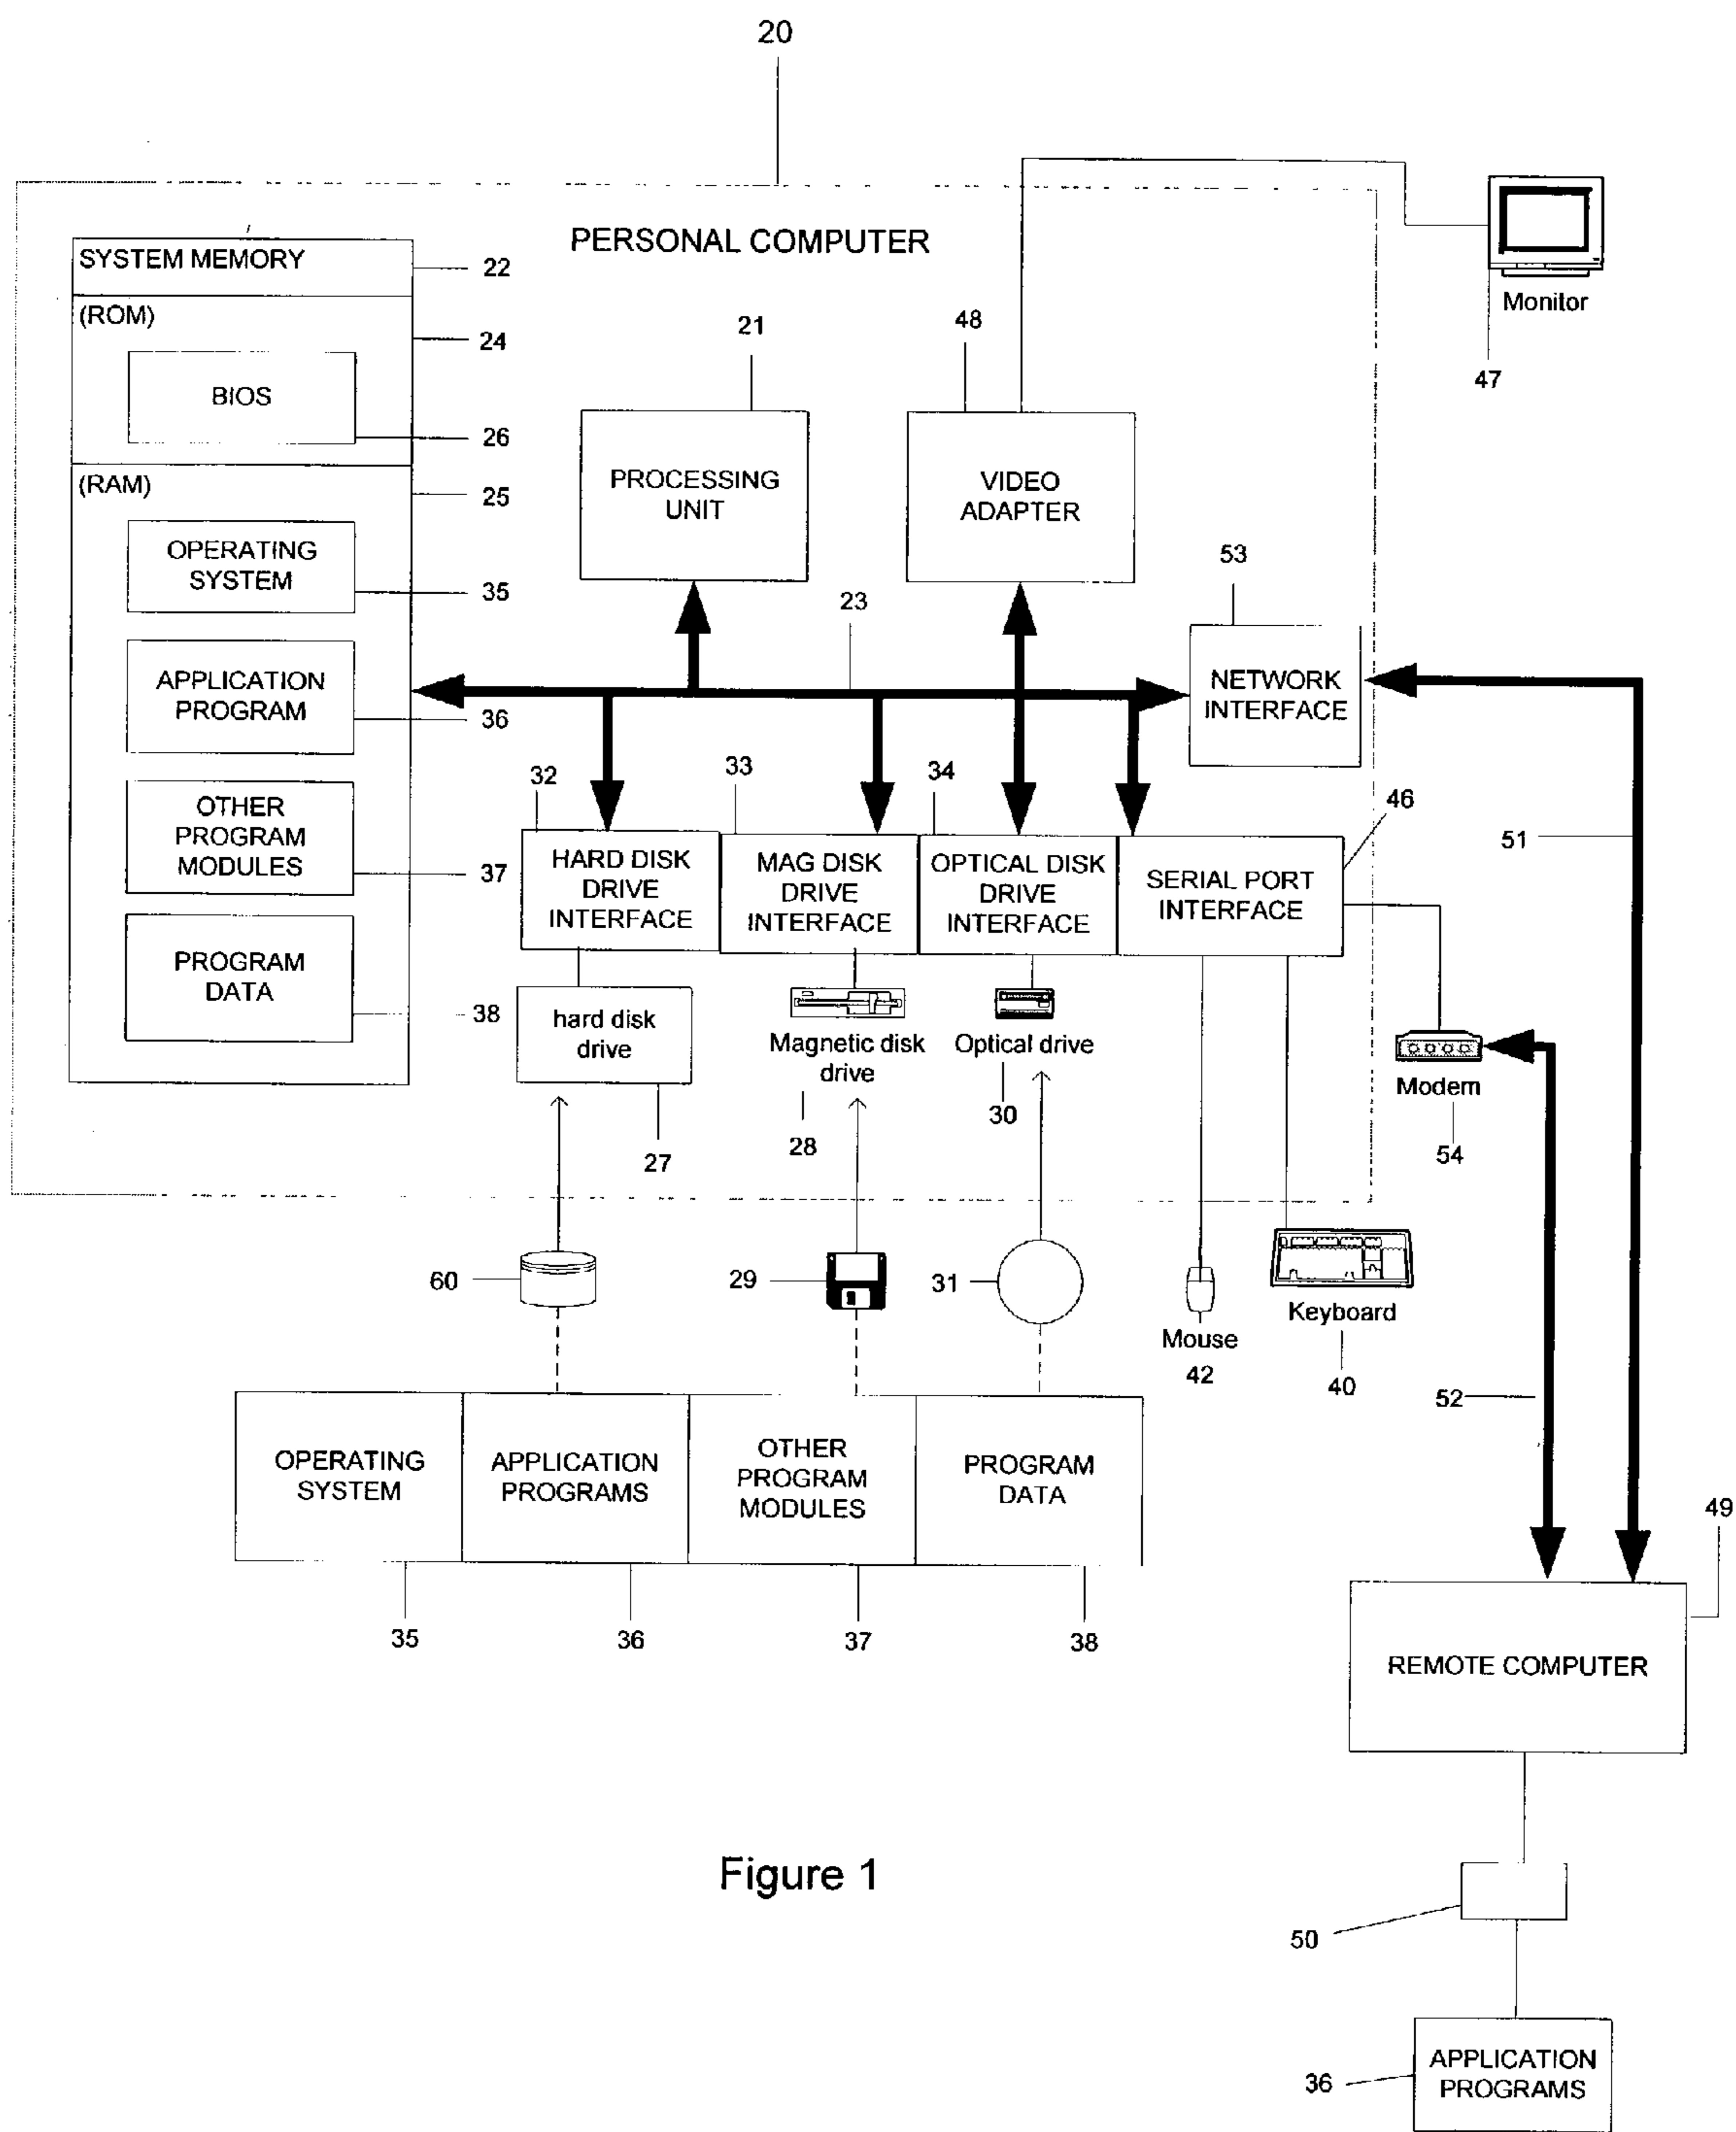 20
PERSONAL COMPUTER
SYSTEM MEMORY
22
(ROM)
24
BIOS
26
(RAM)
25
OPERATING
SYSTEM
35
APPLICATION
PROGRAM
36
OTHER
PROGRAM
MODULES
37
PROGRAM
DATA
38
21
PROCESSING
UNIT
48
VIDEO
ADAPTER
Monitor
47
23
53
NETWORK
INTERFACE
32
HARD DISK
DRIVE
INTERFACE
33
MAG DISK
DRIVE
INTERFACE
34
OPTICAL DISK
DRIVE
INTERFACE
46
SERIAL PORT
INTERFACE
51
hard disk
drive
27
Magnetic disk
drive
28
Optical drive
30
Modem
54
60
29
31
Mouse
42
Keyboard
40
52
OPERATING
SYSTEM
APPLICATION
PROGRAMS
OTHER
PROGRAM
MODULES
PROGRAM
DATA
35
36
37
38
49
REMOTE COMPUTER
Figure 1
50
36
APPLICATION
PROGRAMS